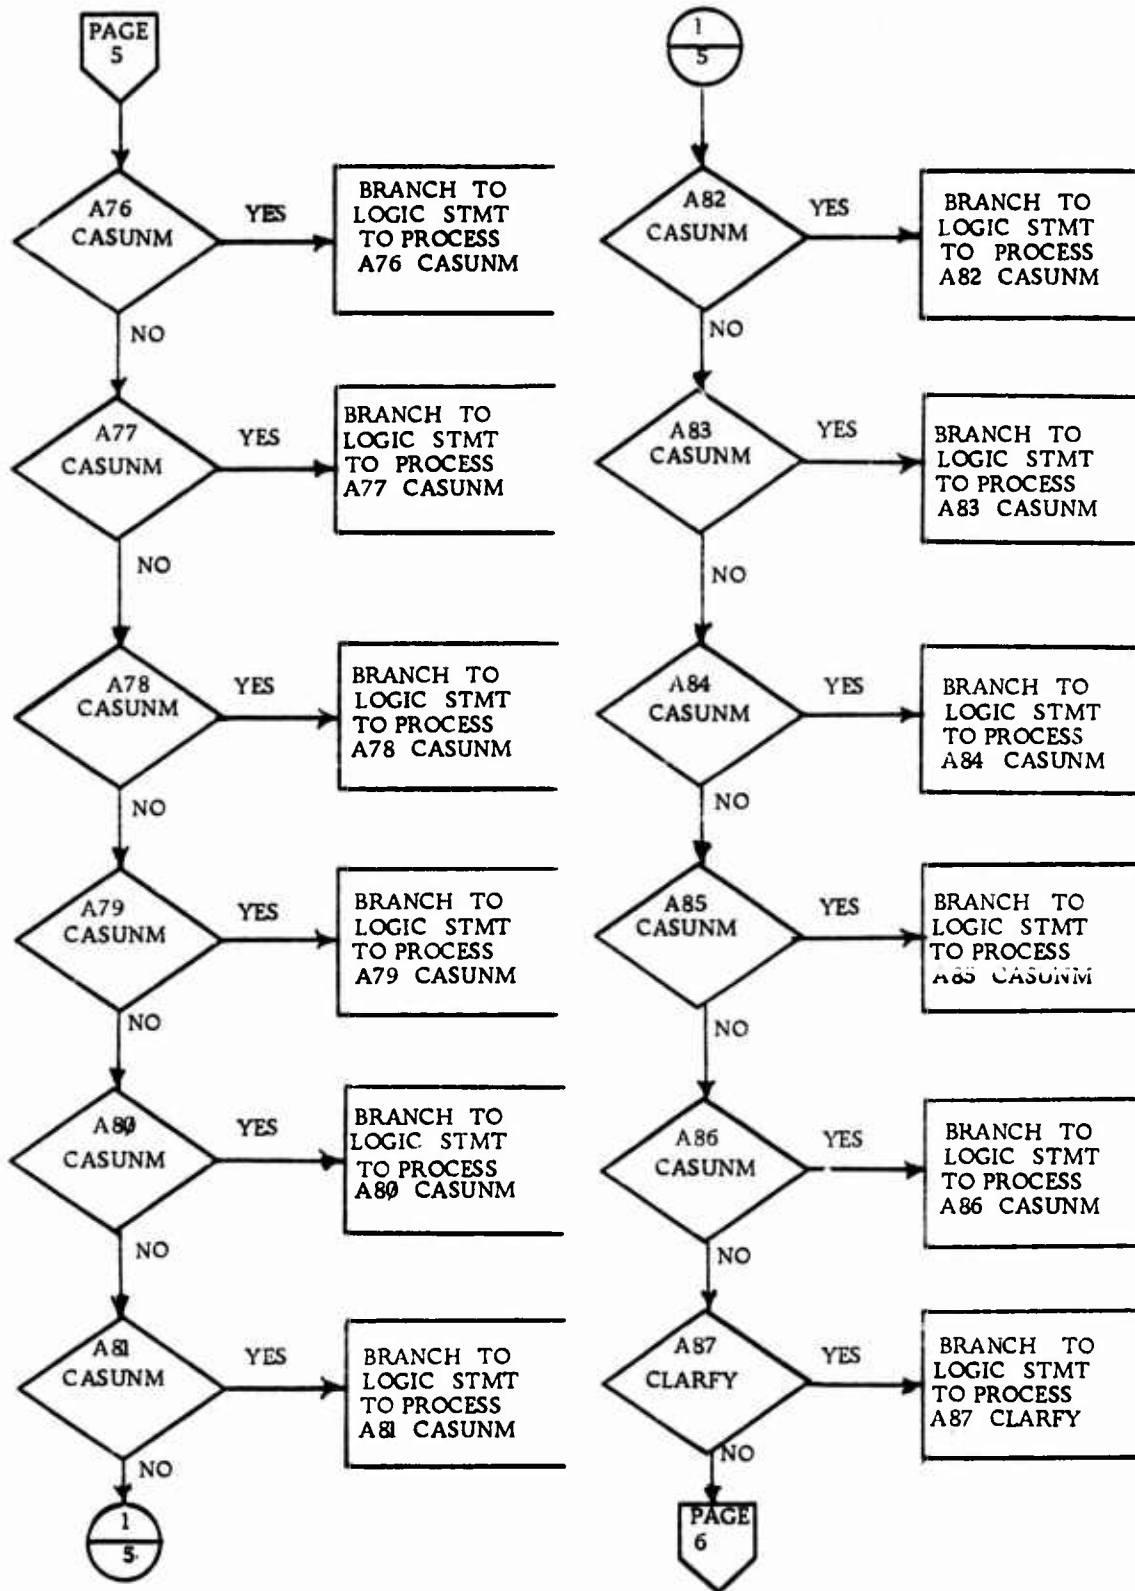 PAGE
5
A76
CASUNM
YES
BRANCH TO
LOGIC STMT
TO PROCESS
A76 CASUNM
NO
A77
CASUNM
YES
BRANCH TO
LOGIC STMT
TO PROCESS
A77 CASUNM
NO
A78
CASUNM
YES
BRANCH TO
LOGIC STMT
TO PROCESS
A78 CASUNM
NO
A79
CASUNM
YES
BRANCH TO
LOGIC STMT
TO PROCESS
A79 CASUNM
NO
A8Ø
CASUNM
YES
BRANCH TO
LOGIC STMT
TO PROCESS
A8Ø CASUNM
NO
A81
CASUNM
YES
BRANCH TO
LOGIC STMT
TO PROCESS
A81 CASUNM
NO
1
5
1
5
A82
CASUNM
YES
BRANCH TO
LOGIC STMT
TO PROCESS
A82 CASUNM
NO
A83
CASUNM
YES
BRANCH TO
LOGIC STMT
TO PROCESS
A83 CASUNM
NO
A84
CASUNM
YES
BRANCH TO
LOGIC STMT
TO PROCESS
A84 CASUNM
NO
A85
CASUNM
YES
BRANCH TO
LOGIC STMT
TO PROCESS
A85 CASUNM
NO
A86
CASUNM
YES
BRANCH TO
LOGIC STMT
TO PROCESS
A86 CASUNM
NO
A87
CLARFY
YES
BRANCH TO
LOGIC STMT
TO PROCESS
A87 CLARFY
NO
PAGE
6